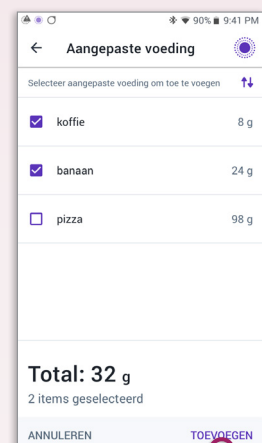 90% 9:41 PM
Aangepaste voeding
Selecteer aangepaste voeding om toe te voegen
koffie 8 g
banaan 24 g
pizza 98 g
Total: 32 g
2 items geselecteerd
ANNULEREN TOEVOEGEN